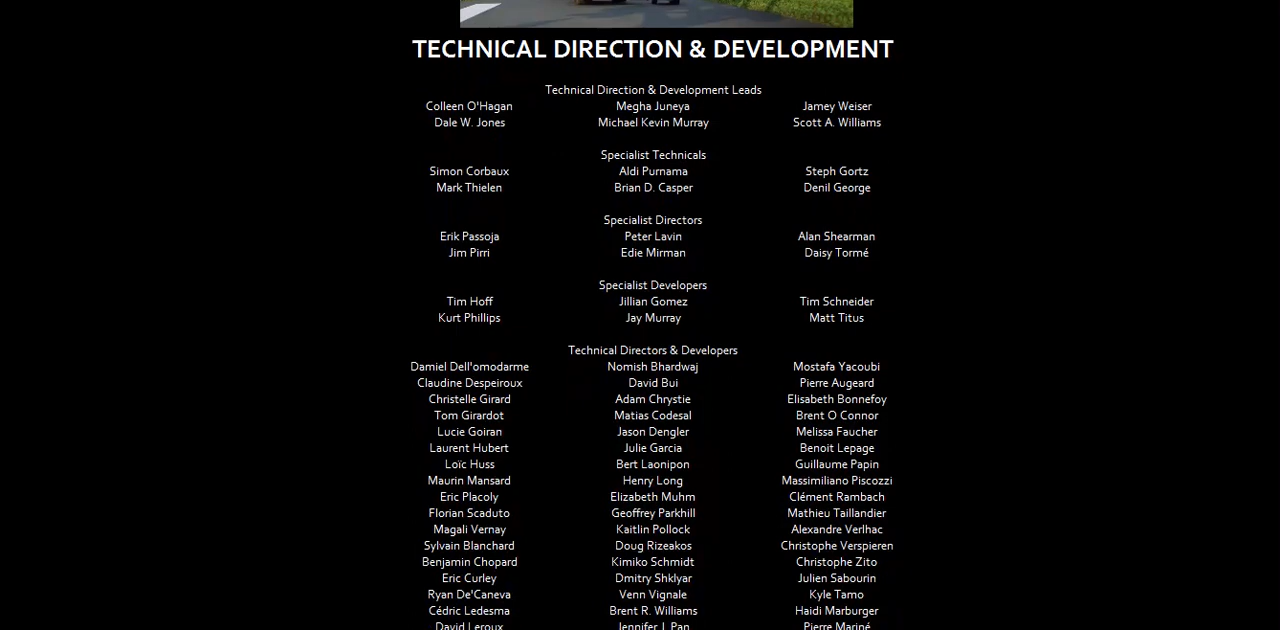 TECHNICAL DIRECTION & DEVELOPMENT
Technical Direction & Development Leads
Colleen O'Hagan Megha Juneya Jamey Weiser
Dale W. Jones Michael Kevin Murray Scott A. Williams
Specialist Technicals
Simon Corbaux Aldi Purnama Steph Gortz
Mark Thielen Brian D. Casper Denil George
Specialist Directors
Erik Passoja Peter Lavin Alan Shearman
Jim Pirri Edie Mirman Daisy Tormé
Specialist Developers
Tim Hoff Jillian Gomez Tim Schneider
Kurt Phillips Jay Murray Matt Titus
Technical Directors & Developers
Damiel Dell'omodarme Nomish Bhardwaj Mostafa Yacoubi
Claudine Despeiroux David Bui Pierre Augeard
Christelle Girard Adam Chrystie Elisabeth Bonnefoy
Tom Girardot Matias Codesal Brent O Connor
Lucie Goiran Jason Dengler Melissa Faucher
Laurent Hubert Julie Garcia Benoit Lepage
Loïc Huss Bert Laonipon Guillaume Papin
Maurin Mansard Henry Long Massimiliano Piscozzi
Eric Placoly Elizabeth Muhm Clément Rambach
Florian Scaduto Geoffrey Parkhill Mathieu Taillandier
Magali Vernay Kaitlin Pollock Alexandre Verlhac
Sylvain Blanchard Doug Rizeakos Christophe Verspieren
Benjamin Chopard Kimiko Schmidt Christophe Zito
Eric Curley Dmitry Shklyar Julien Sabourin
Ryan De'Caneva Venn Vignale Kyle Tamo
Cédric Ledesma Brent R. Williams Haidi Marburger
David Leroux Jennifer J. Pan Pierre Mariné